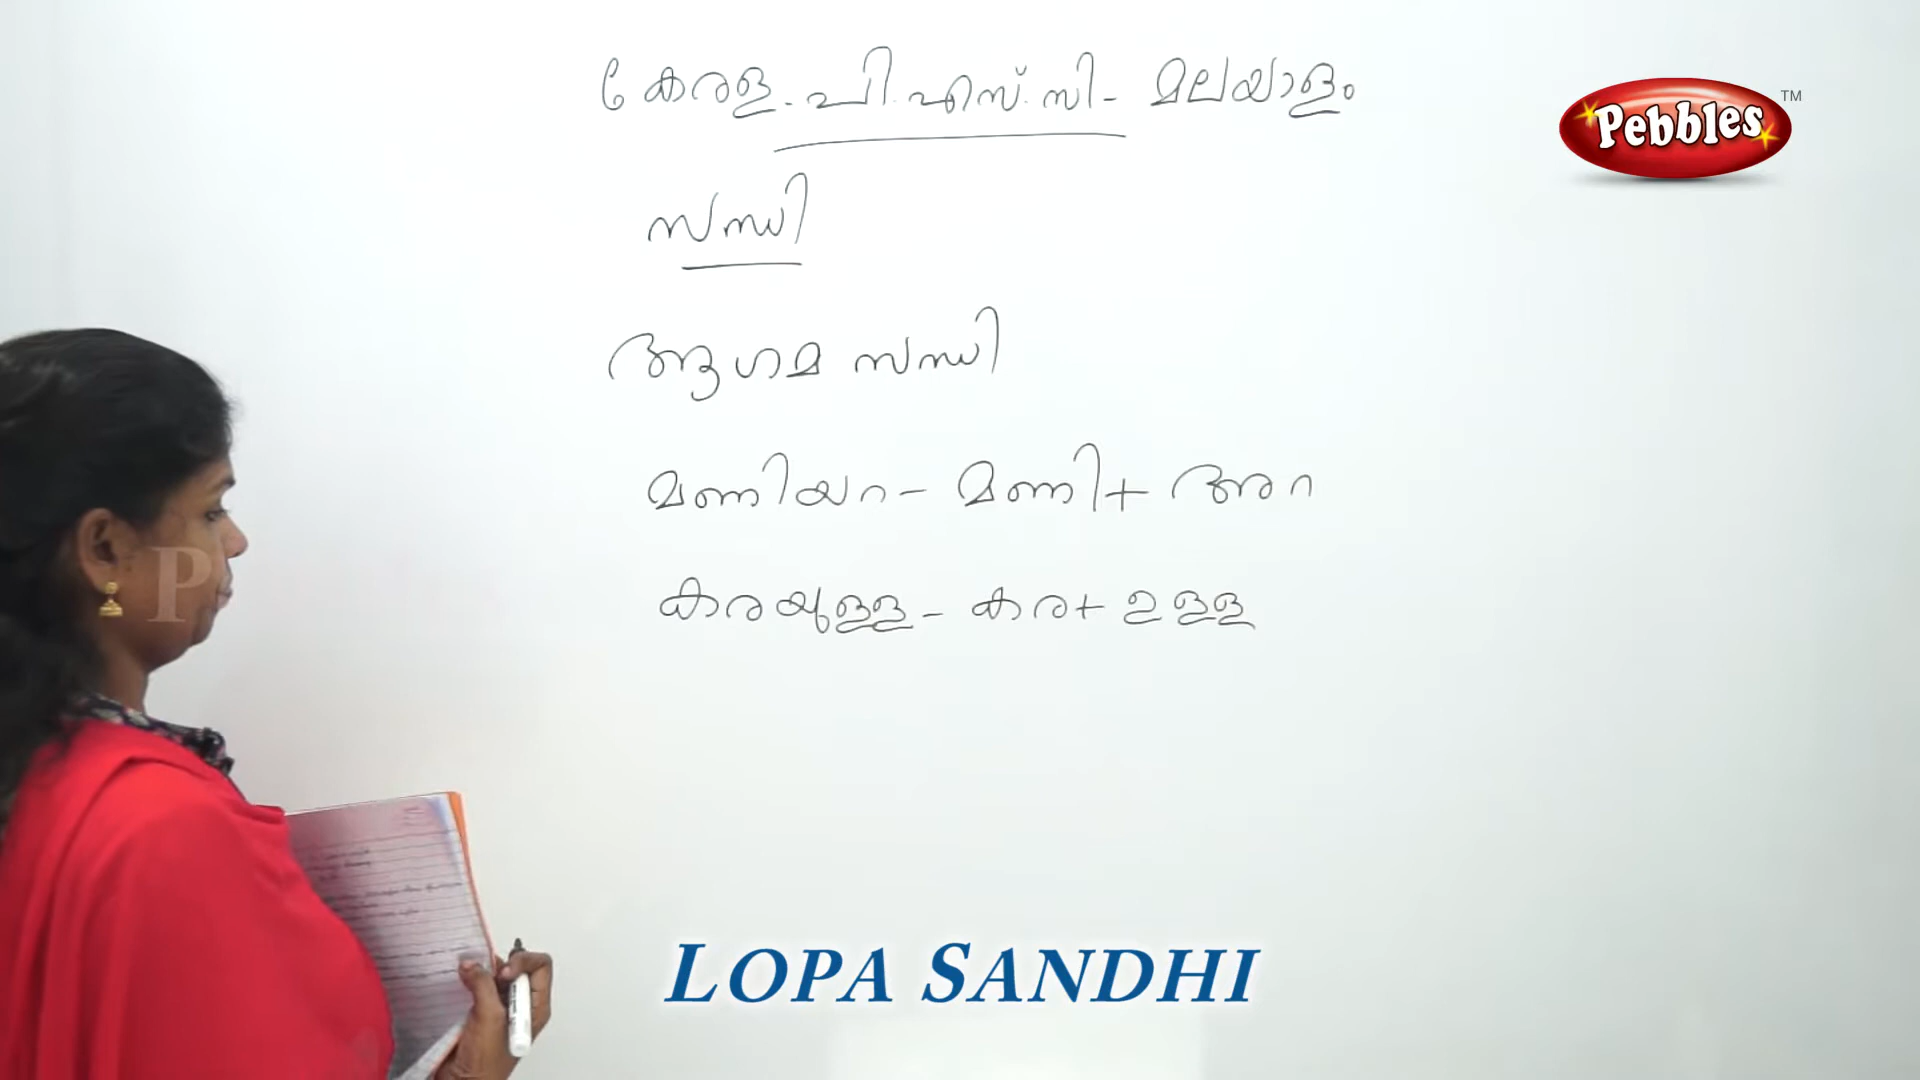 കേരള. പി. എസ്. സി - മലയാളം
Pebbles TM
സന്ധി
ആഗമ സന്ധി
മണിയറ - മണി + അറ
P
കരയുള്ള - കര + ഉള്ള
LOPA SANDHI